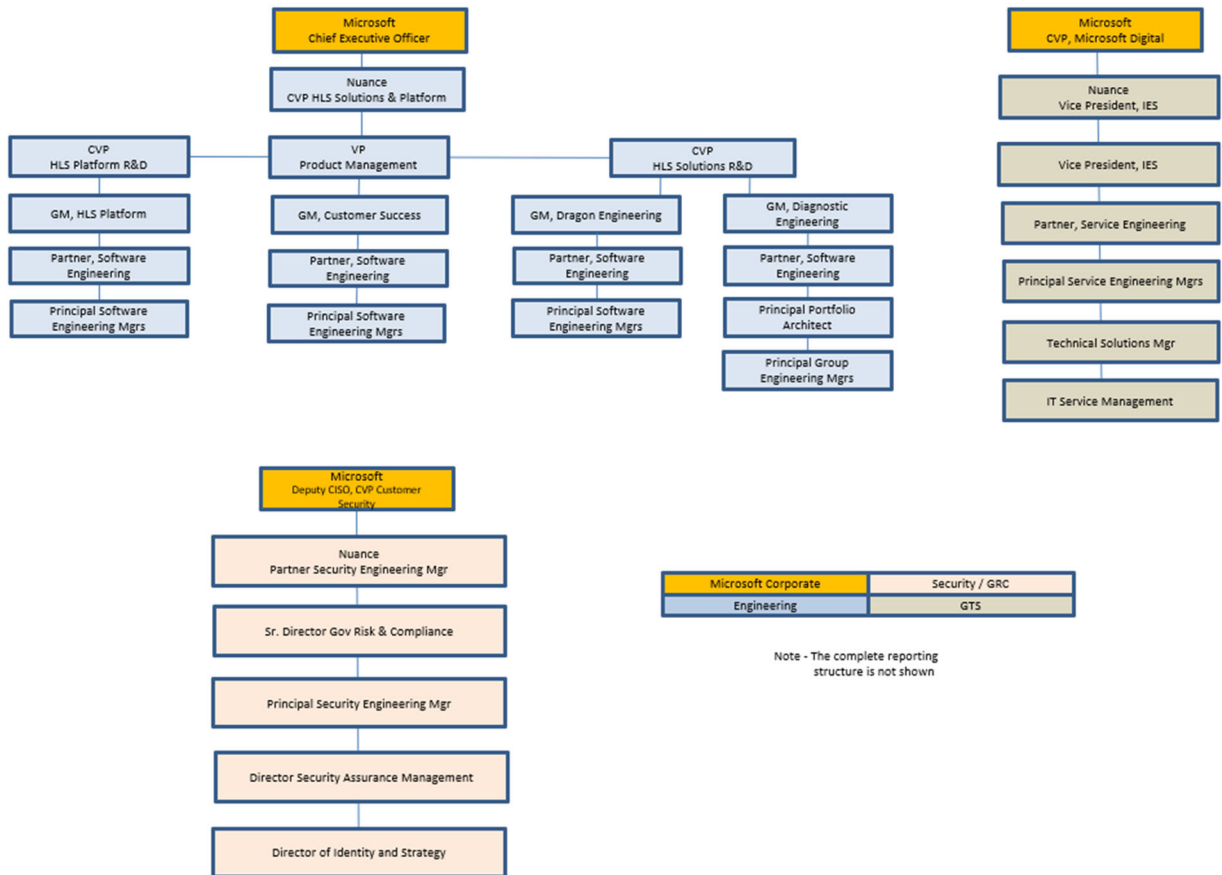 Microsoft
Chief Executive Officer
Nuance
CVP HLS Solutions & Platform
CVP
HLS Platform R&D
VP
Product Management
CVP
HLS Solutions R&D
GM, HLS Platform
Partner, Software
Engineering
Principal Software
Engineering Mgrs
GM, Customer Success
Partner, Software
Engineering
Principal Software
Engineering Mgrs
GM, Dragon Engineering
Partner, Software
Engineering
Principal Software
Engineering Mgrs
GM, Diagnostic
Engineering
Partner, Software
Engineering
Principal Portfolio
Architect
Principal Group
Engineering Mgrs
Microsoft
CVP, Microsoft Digital
Nuance
Vice President, IES
Vice President, IES
Partner, Service Engineering
Principal Service Engineering Mgrs
Technical Solutions Mgr
IT Service Management
Microsoft
Deputy CISO, CVP Customer
Security
Nuance
Partner Security Engineering Mgr
Sr. Director Gov Risk & Compliance
Principal Security Engineering Mgr
Director Security Assurance Management
Director of Identity and Strategy
Microsoft Corporate
Security / GRC
Engineering
GTS
Note - The complete reporting
structure is not shown